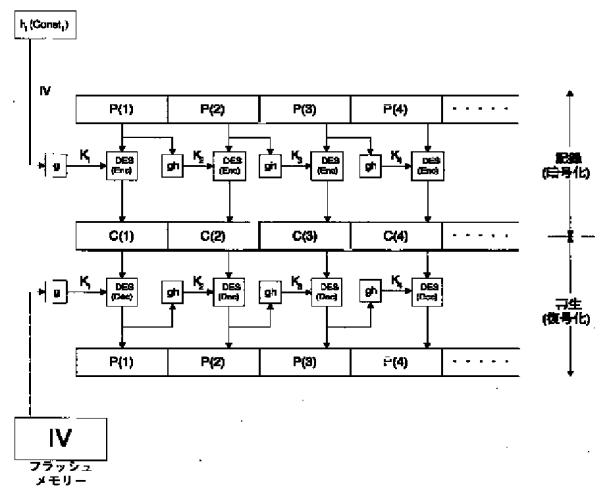 h₁(Const₁)
IV
P(1) P(2) P(3) P(4) · · · · ·
g K₁ DES (Enc) gh K₂ DES (Enc) gh K₃ DES (Enc) gh K₄ DES (Enc)
記録
(暗号化)
C(1) C(2) C(3) C(4) · · · · ·
g K₁ DES (Dec) gh K₂ DES (Dec) gh K₃ DES (Dec) gh K₄ DES (Dec)
再生
(復号化)
P(1) P(2) P(3) P(4) · · · · ·
IV
フラッシュ
メモリー